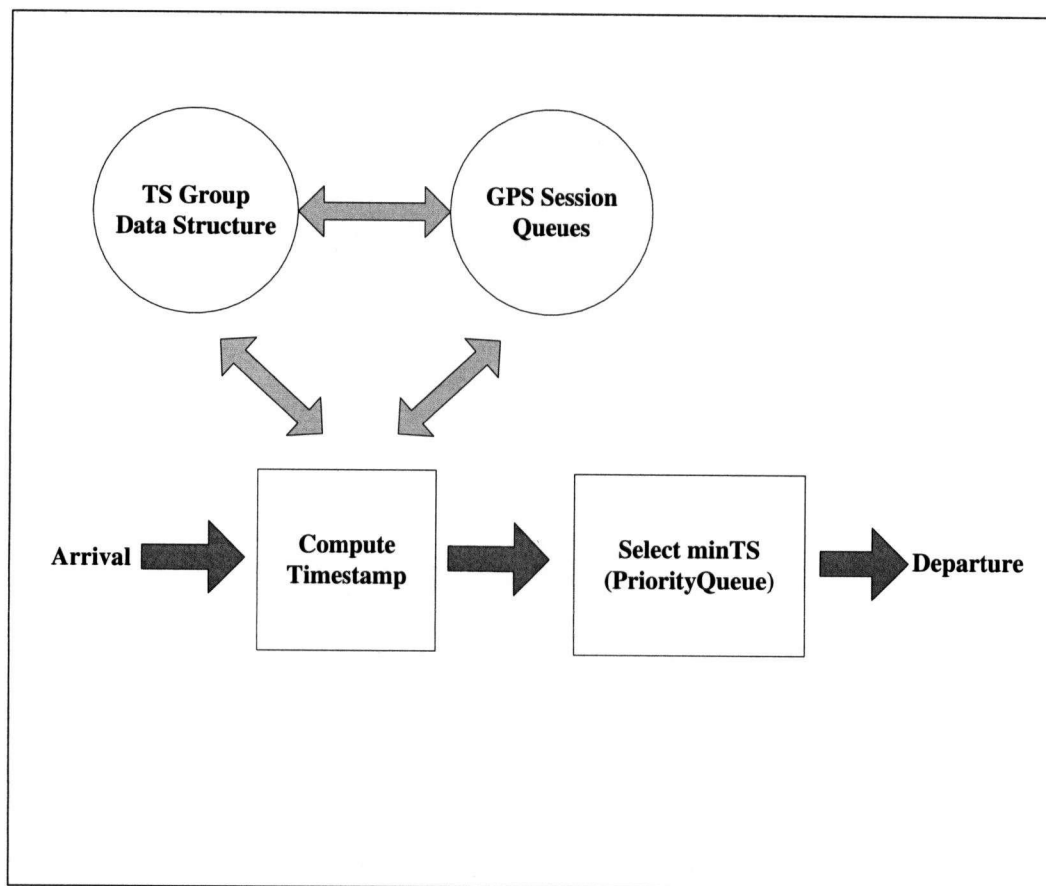 TS Group
Data Structure
GPS Session
Queues
Arrival
Compute
Timestamp
Select minTS
(PriorityQueue)
Departure